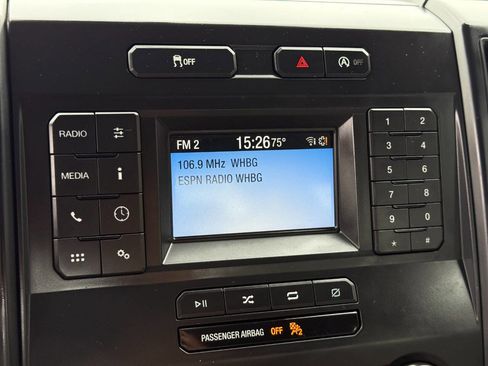 OFF
OFF
RADIO
FM 2 15:26 75°
1 2
106.9 MHz WHBG
3 4
ESPN RADIO WHBG
MEDIA i
5 6
7 8
9 0
* #
PASSENGER AIRBAG OFF 2